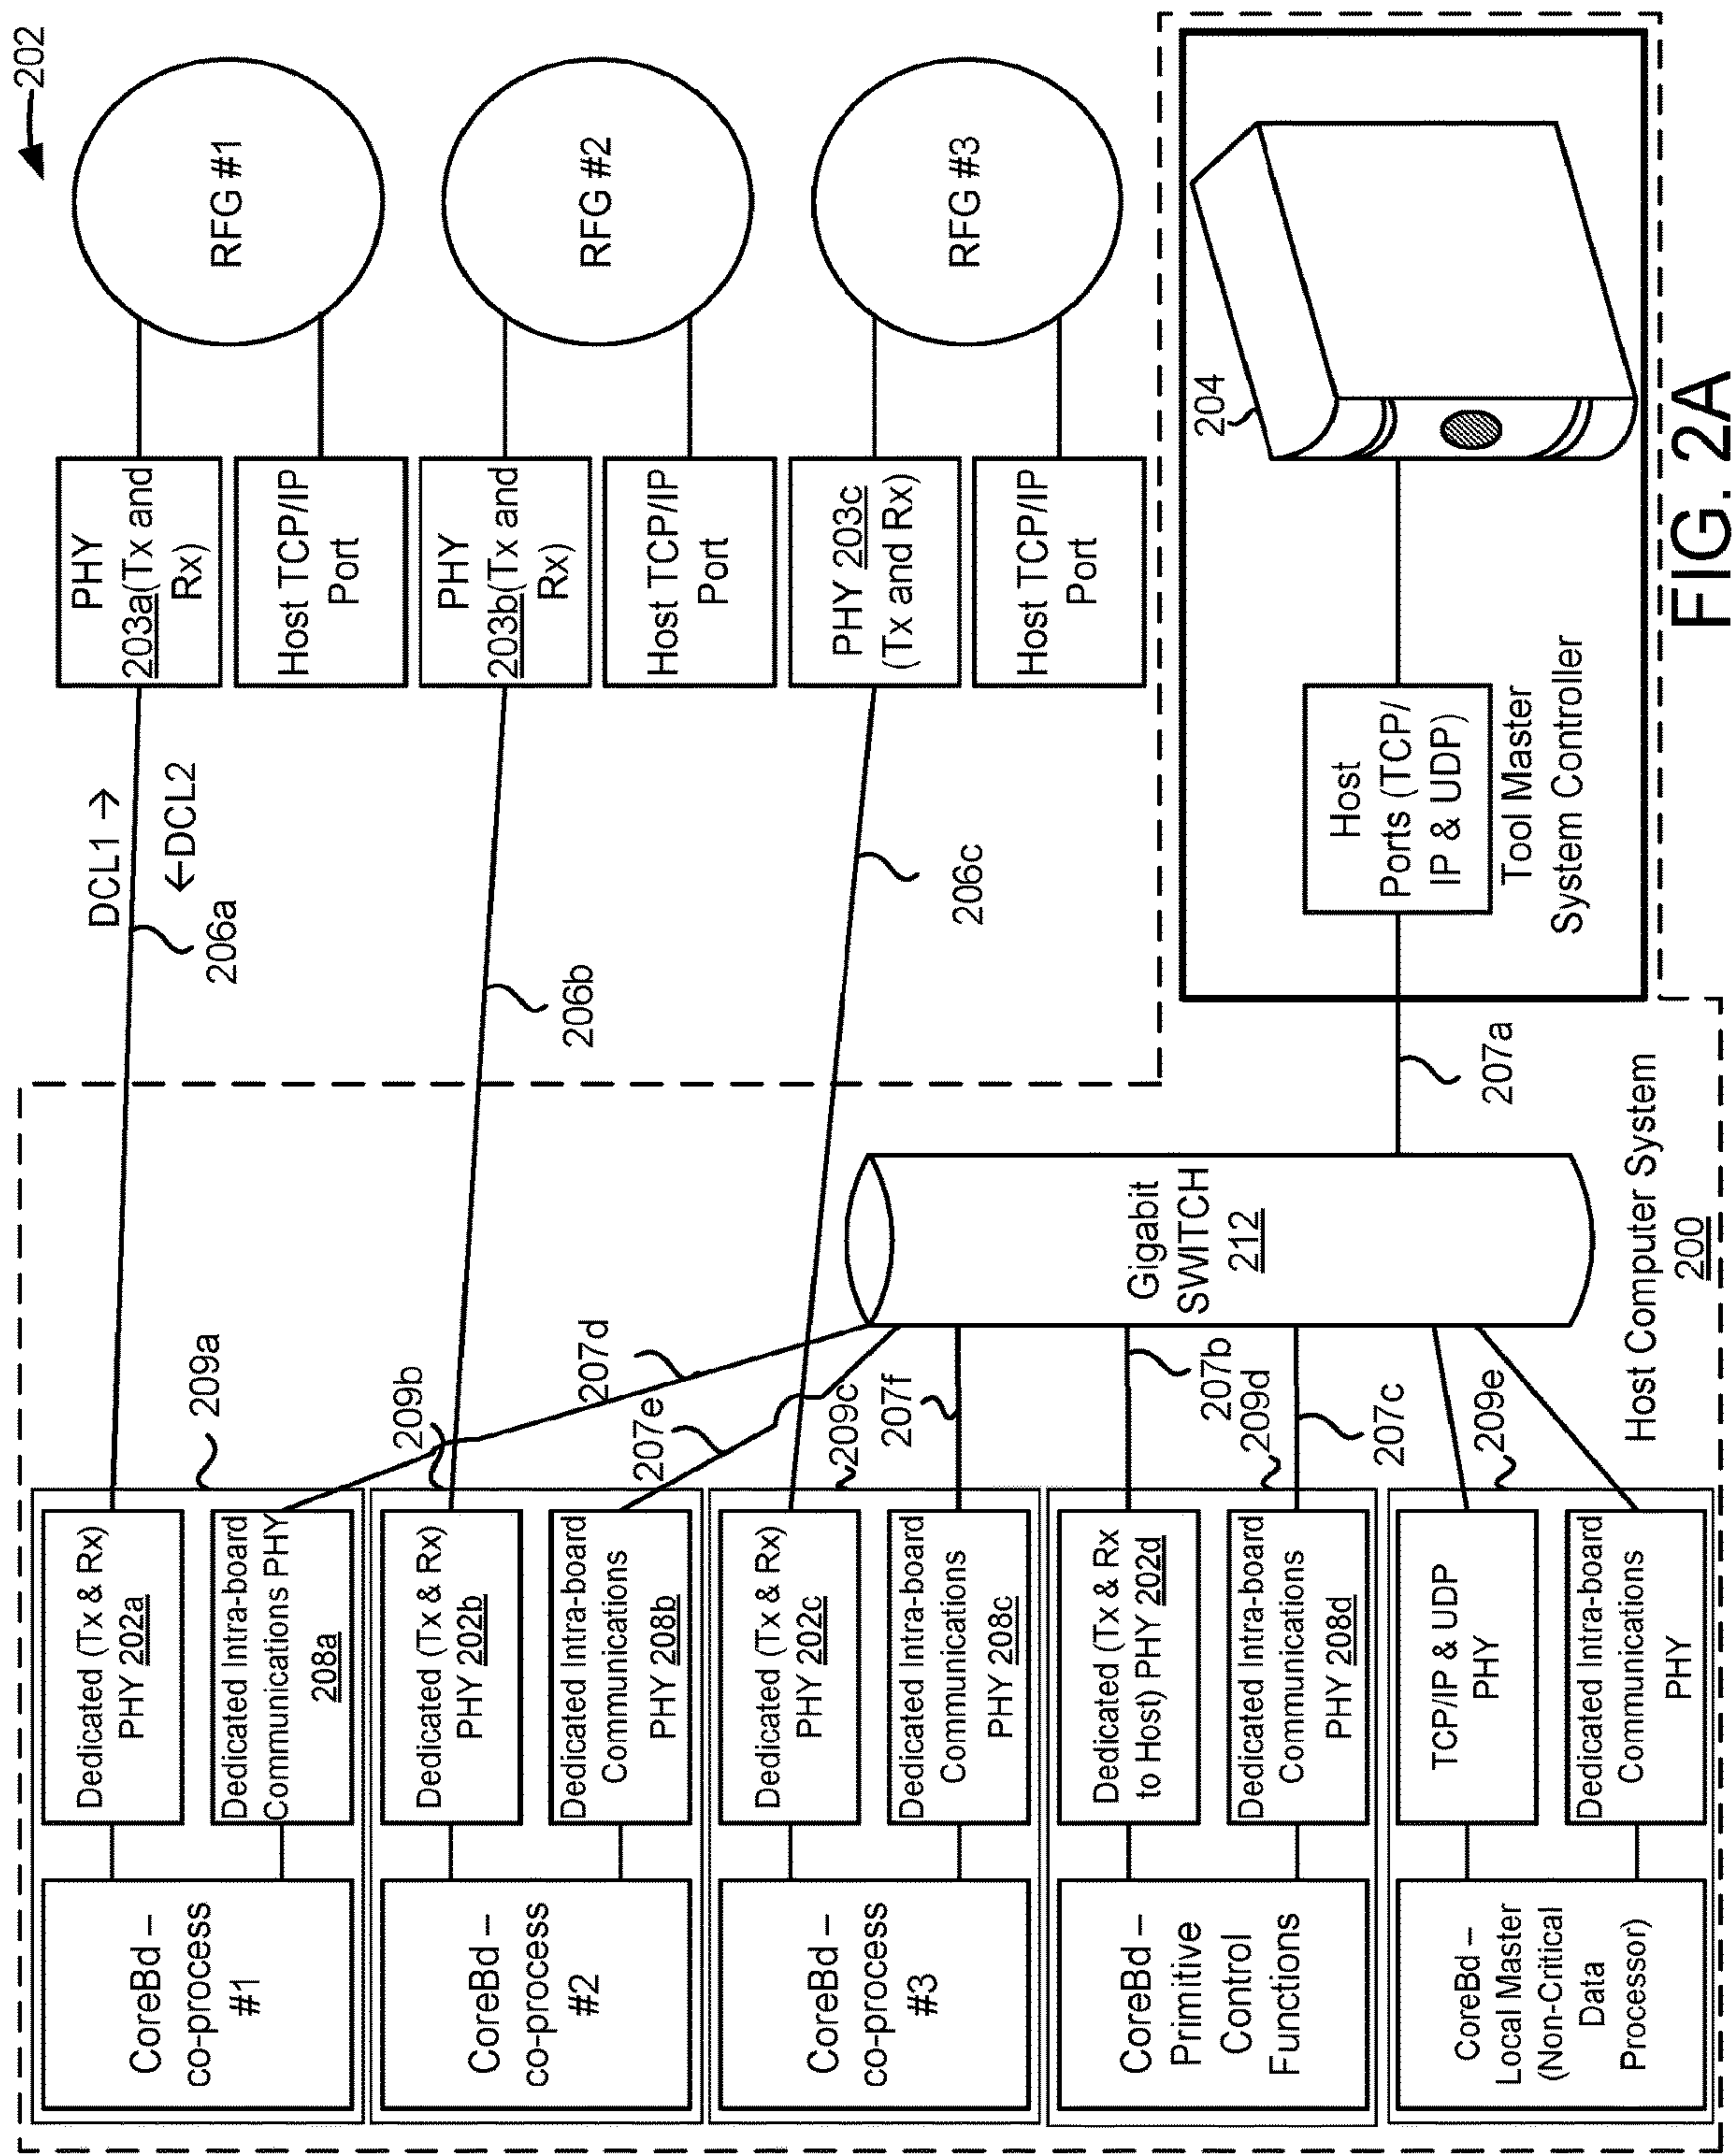 202
RFG #1
RFG #2
RFG #3
PHY
203a(Tx and
Rx)
Host TCP/IP
Port
PHY
203b(Tx and
Rx)
Host TCP/IP
Port
PHY 203c
(Tx and Rx)
Host TCP/IP
Port
DCL1 →
←DCL2
206a
206b
206c
204
Host
Ports (TCP/
IP & UDP)
Tool Master
System Controller
207a
Gigabit
SWITCH
212
Host Computer System
200
209a
209b
207d
207e
209c
207f
207b
209d
207c
209e
Dedicated (Tx & Rx)
PHY 202a
Dedicated Intra-board
Communications PHY
208a
Dedicated (Tx & Rx)
PHY 202b
Dedicated Intra-board
Communications
PHY 208b
Dedicated (Tx & Rx)
PHY 202c
Dedicated Intra-board
Communications
PHY 208c
Dedicated (Tx & Rx
to Host) PHY 202d
Dedicated Intra-board
Communications
PHY 208d
TCP/IP & UDP
PHY
Dedicated Intra-board
Communications
PHY
CoreBd –
co-process
#1
CoreBd –
co-process
#2
CoreBd –
co-process
#3
CoreBd –
Primitive
Control
Functions
CoreBd –
Local Master
(Non-Critical
Data
Processor)
FIG. 2A